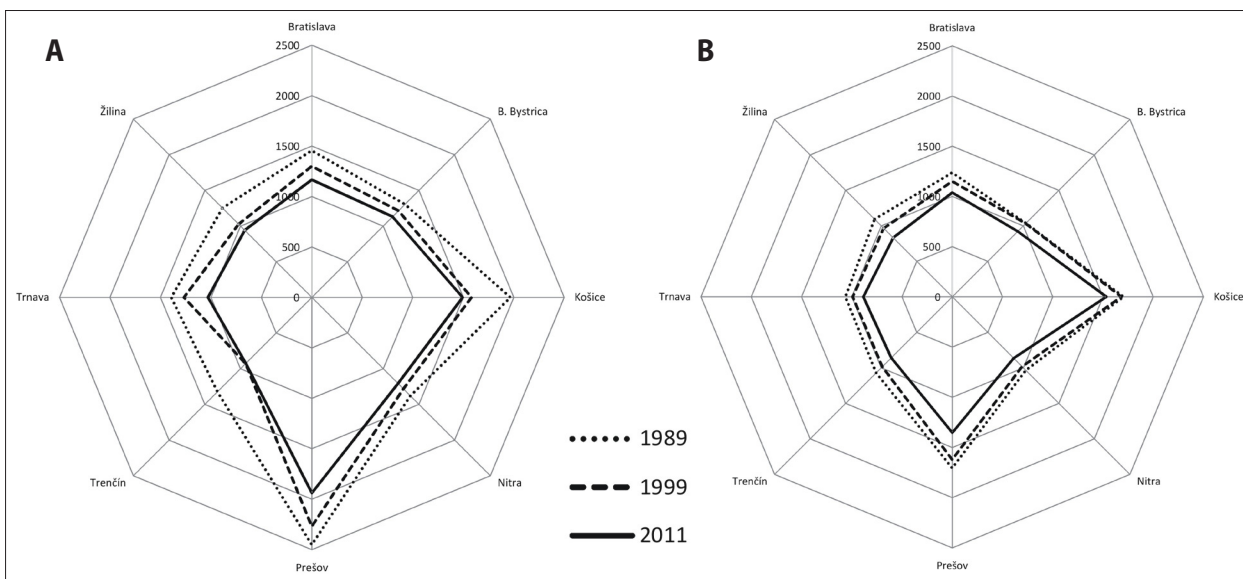 A
Bratislava
2500
2000
1500
1000
500
0
B. Bystrica
Košice
Nitra
Prešov
Trenčín
Trnava
Žilina
1989
1999
2011
B
Bratislava
2500
2000
1500
1000
500
0
B. Bystrica
Košice
Nitra
Prešov
Trenčín
Trnava
Žilina